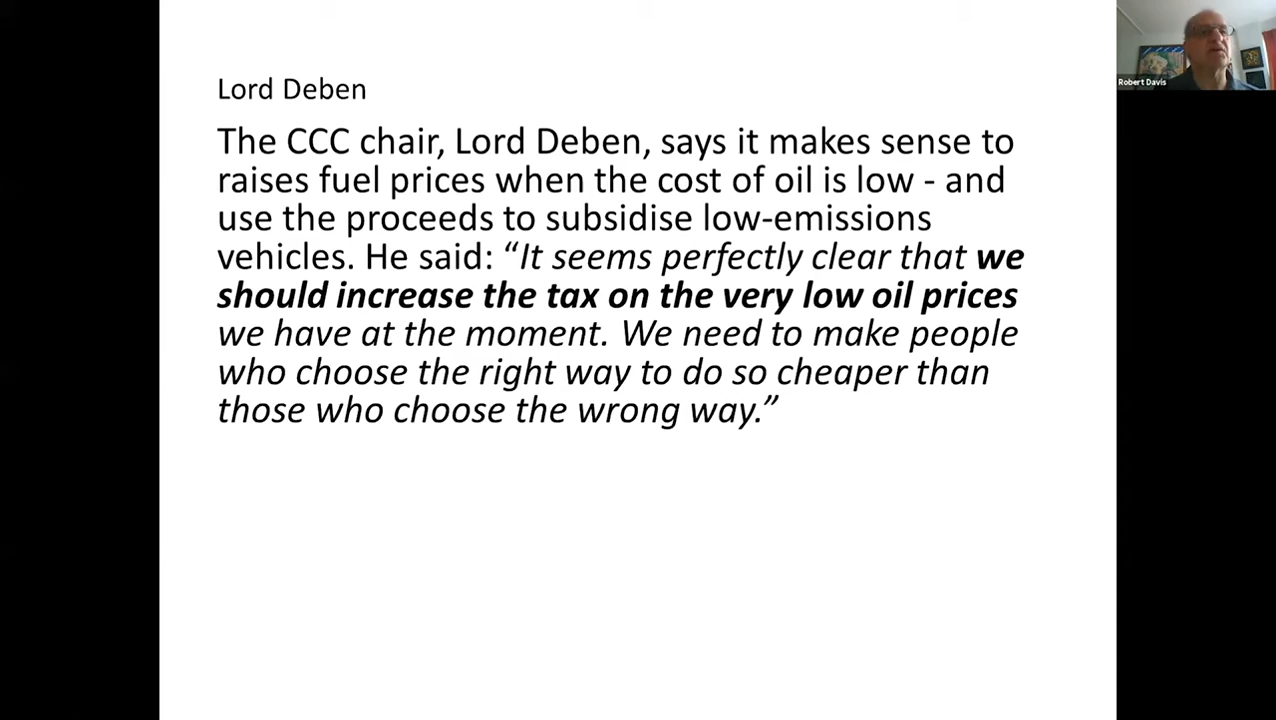 Lord Deben
The CCC chair, Lord Deben, says it makes sense to
raises fuel prices when the cost of oil is low - and
use the proceeds to subsidise low-emissions
vehicles. He said: “It seems perfectly clear that we
should increase the tax on the very low oil prices
we have at the moment. We need to make people
who choose the right way to do so cheaper than
those who choose the wrong way.”
Robert Davis